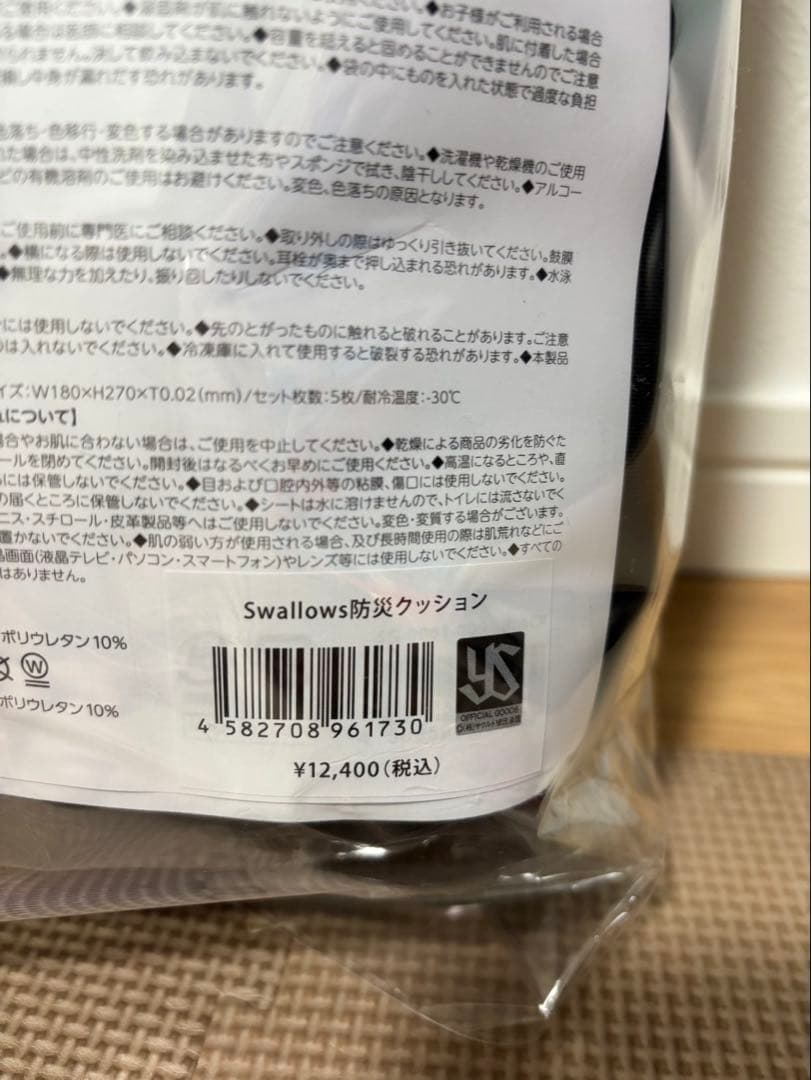 ご使用ください。◆凝固剤が肌に触れないようにご使用してください。◆お子様がご利用される場合
場合は医師に相談してください。◆容量を超えると固めることができませんのでご注意
られません。決して飲み込まないでください。◆袋の中にものを入れた状態で過度な負担
中身が漏れだす恐れがあります。肌に付着した場合
色落ち・色移行・変色する場合がありますのでご注意ください。◆洗濯機や乾燥機のご使用
れた場合は、中性洗剤を染み込ませた布やスポンジで拭き、陰干ししてください。◆アルコー
どの有機溶剤のご使用はお避けください。変色、色落ちの原因となります。
ご使用前に専門医にご相談ください。◆取り外しの際はゆっくり引き抜いてください。鼓膜
。◆横になる際は使用しないでください。耳栓が奥まで押し込まれる恐れがあります。◆水泳
◆無理な力を加えたり、振り回したりしないでください。
には使用しないでください。◆先のとがったものに触れると破れることがあります。ご注意
は入れないでください。◆冷凍庫に入れて使用すると破裂する恐れがあります。◆本製品
イズ:W180×H270×T0.02(mm)/セット枚数:5枚/耐冷温度:-30℃
れについて】
場合やお肌に合わない場合は、ご使用を中止してください。◆乾燥による商品の劣化を防ぐた
ールを閉めてください。開封後はなるべくお早めにご使用ください。◆高温になるところや、直
には保管しないでください。◆目および口腔内外等の粘膜、傷口には使用しないでください。
の届くところに保管しないでください。◆シートは水に溶けませんので、トイレには流さないでく
ニス・スチロール・皮革製品等へはご使用しないでください。変色・変質する場合がございます。
置かないでください。◆肌の弱い方が使用される場合、及び長時間使用の際は肌荒れなどにご
晶画面(液晶テレビ・パソコン・スマートフォン)やレンズ等には使用しないでください。◆すべての
はありません。
Swallows防災クッション
ポリウレタン10%
W
ポリウレタン10%
4 582708 961730
YS
OFFICIAL GOODS
¥12,400(税込)